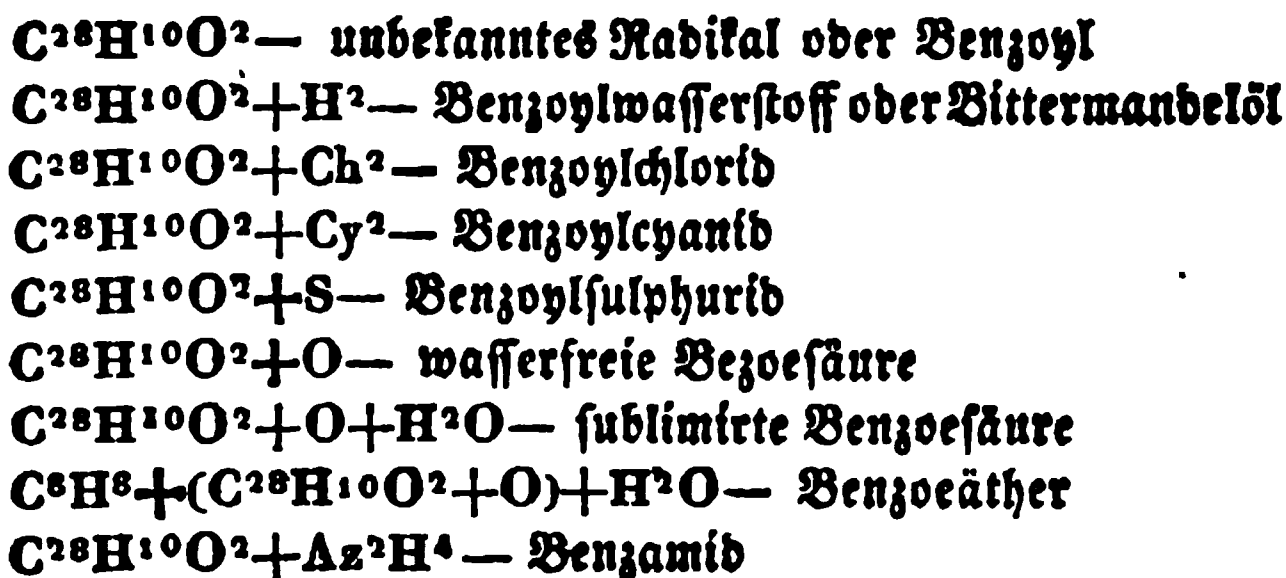 C²⁸H¹⁰O²— unbekanntes Radikal oder Benzoyl
C²⁸H¹⁰O²+H²— Benzoylwasserstoff oder Bittermandelöl
C²⁸H¹⁰O²+Ch²— Benzoylchlorid
C²⁸H¹⁰O²+Cy²— Benzoylcyanid
C²⁸H¹⁰O²+S— Benzoylsulphurid
C²⁸H¹⁰O²+O— wasserfreie Bezoesäure
C²⁸H¹⁰O²+O+H²O— sublimirte Benzoesäure
C⁸H⁸+(C²⁸H¹⁰O²+O)+H²O— Benzoeäther
C²⁸H¹⁰O²+Az²H⁴— Benzamid